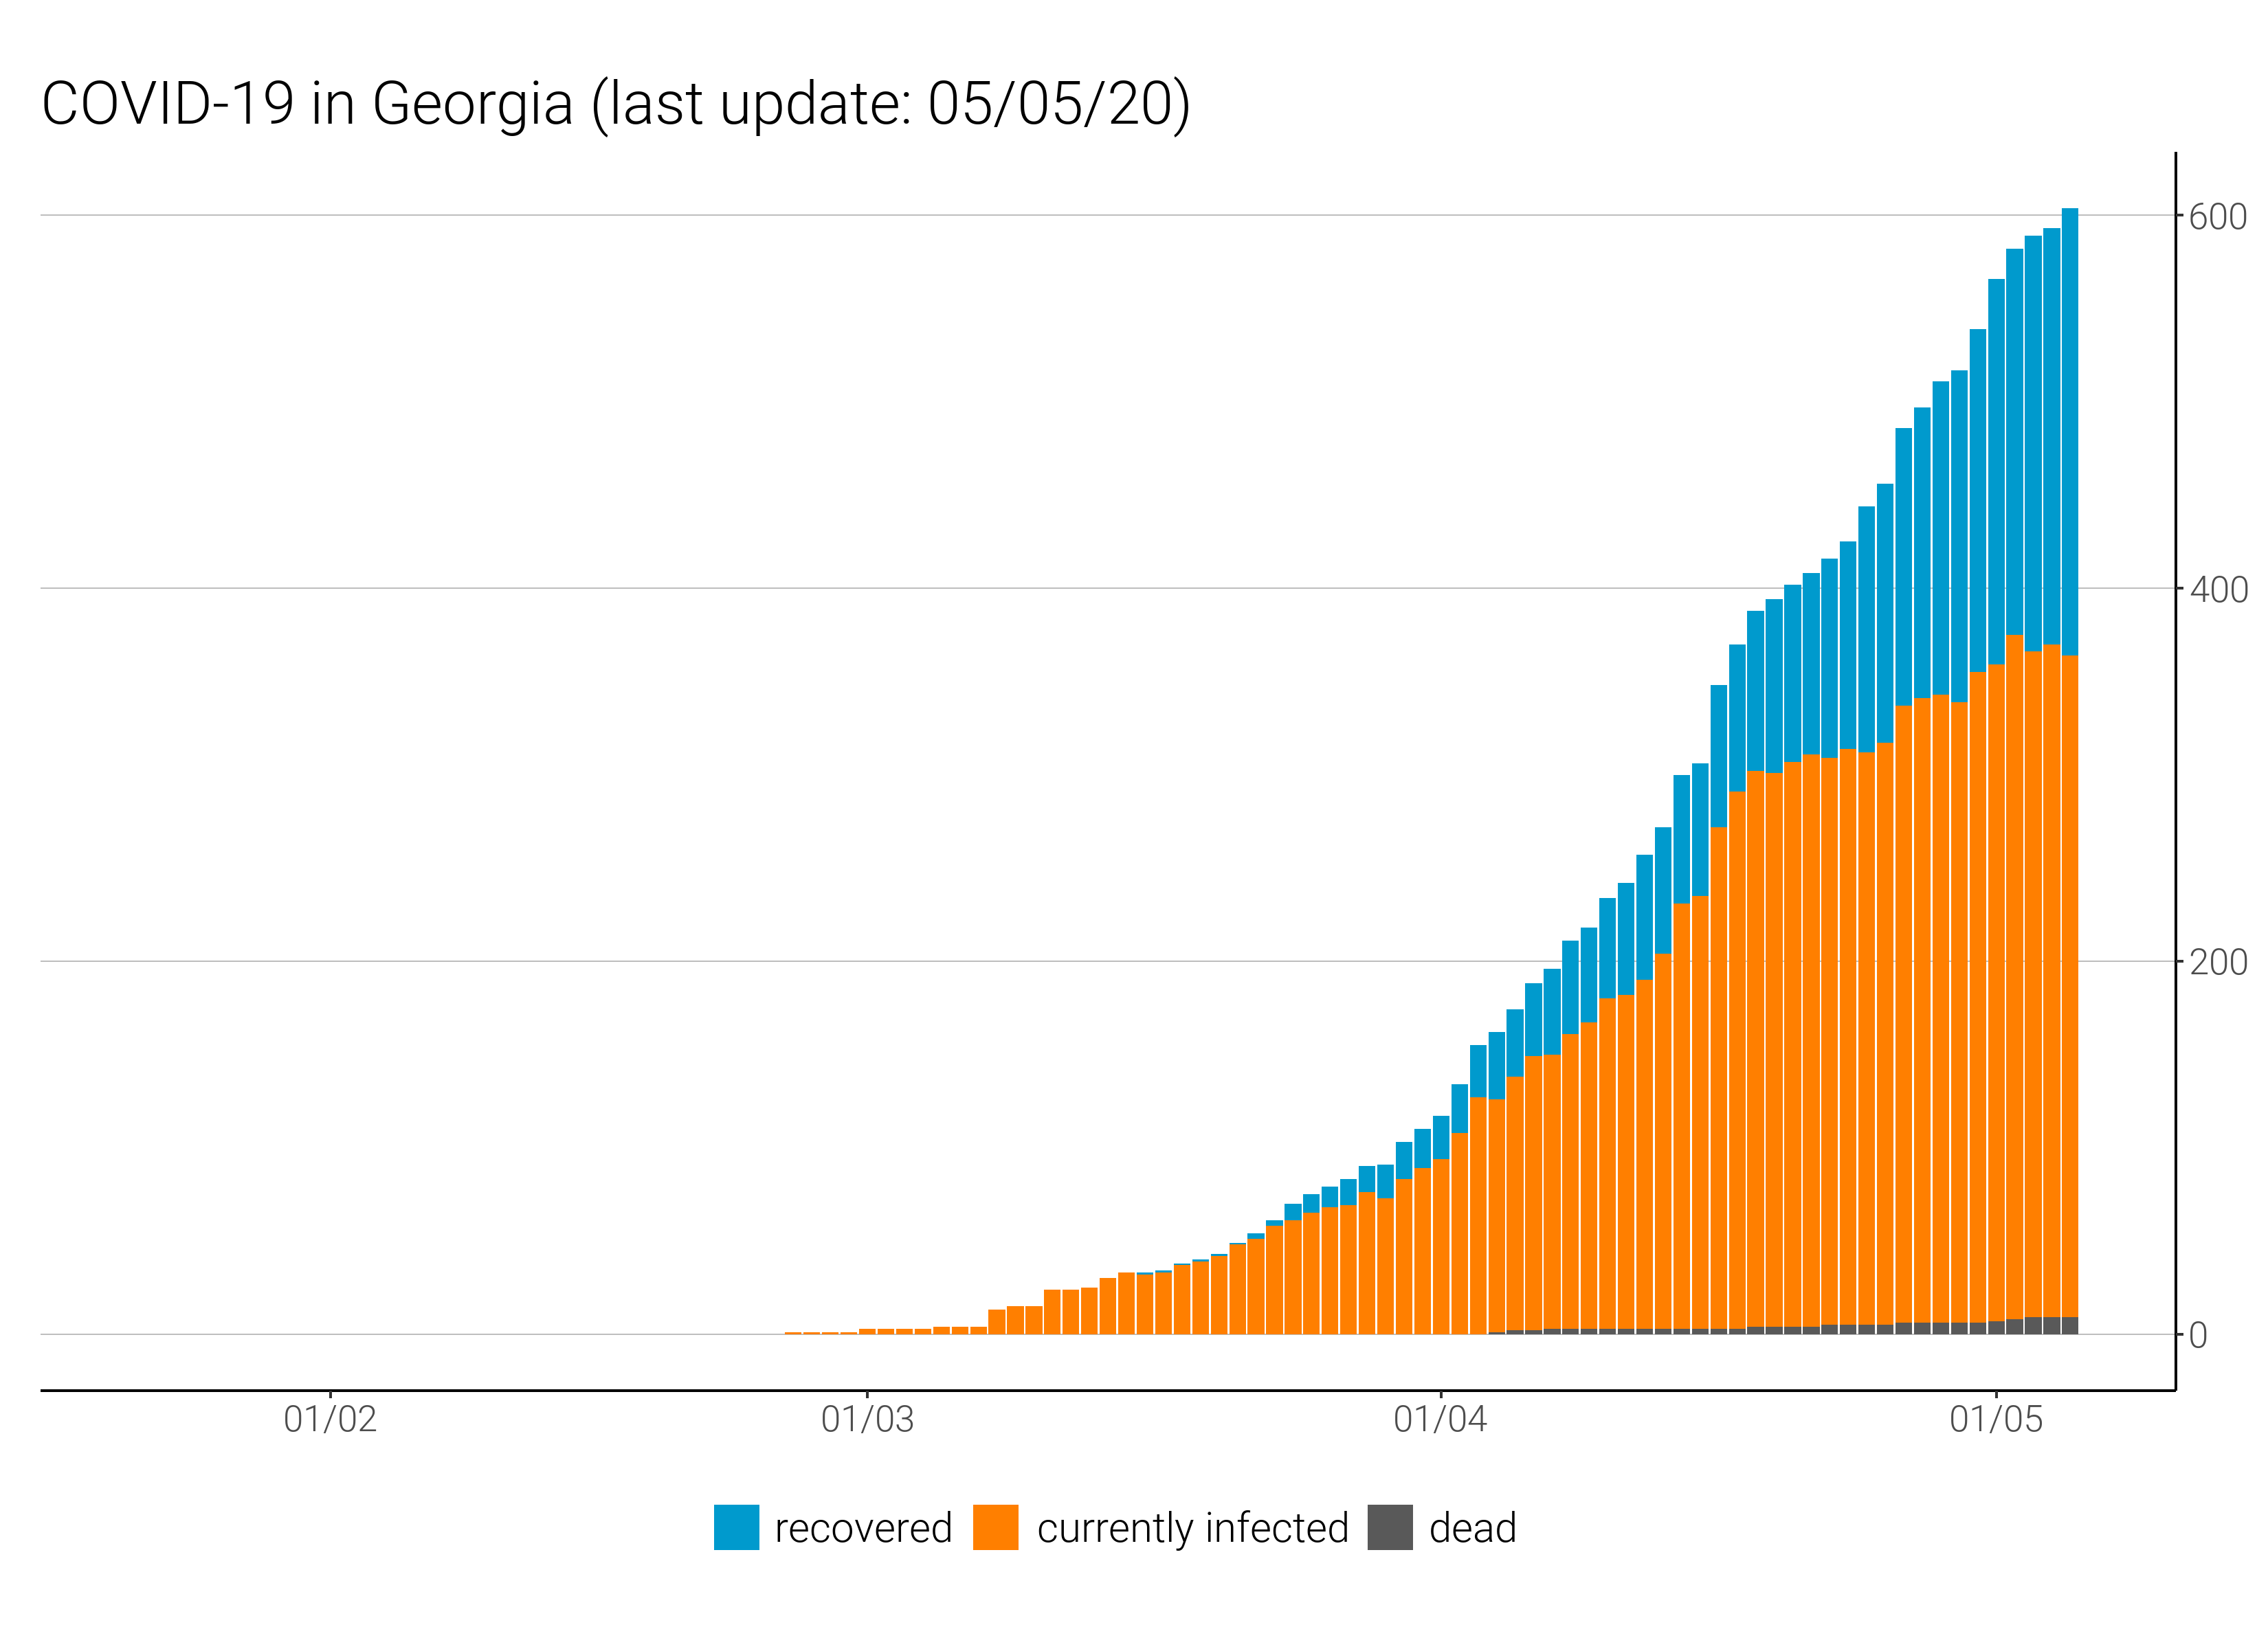 COVID-19 in Georgia (last update: 05/05/20)
600
400
200
0
01/02 01/03 01/04 01/05
recovered currently infected dead